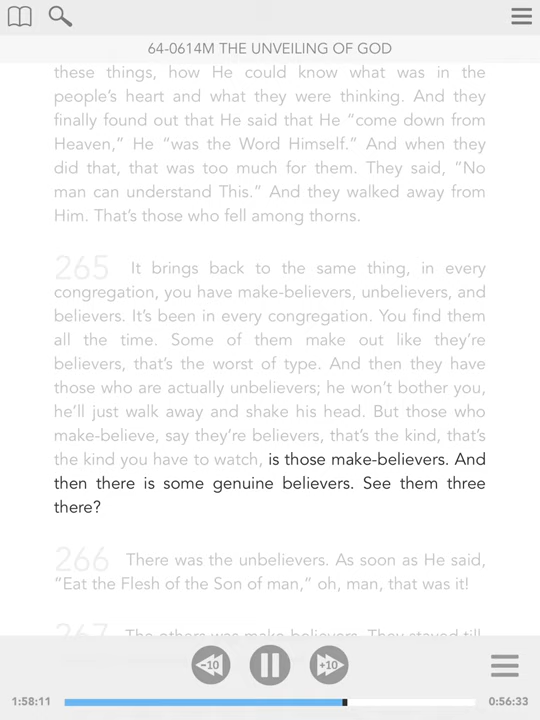 64-0614M THE UNVEILING OF GOD
these things, how He could know what was in the
people’s heart and what they were thinking. And they
finally found out that He said that He “come down from
Heaven,” He “was the Word Himself.” And when they
did that, that was too much for them. They said, “No
man can understand This.” And they walked away from
Him. That’s those who fell among thorns.
265 It brings back to the same thing, in every
congregation, you have make-believers, unbelievers, and
believers. It’s been in every congregation. You find them
all the time. Some of them make out like they’re
believers, that’s the worst of type. And then they have
those who are actually unbelievers; he won’t bother you,
he’ll just walk away and shake his head. But those who
make-believe, say they’re believers, that’s the kind, that’s
the kind you have to watch, is those make-believers. And
then there is some genuine believers. See them three
there?
266 There was the unbelievers. As soon as He said,
“Eat the Flesh of the Son of man,” oh, man, that was it!
267 The others was make-believers. They stayed till
-10 +10
1:58:11 0:56:33